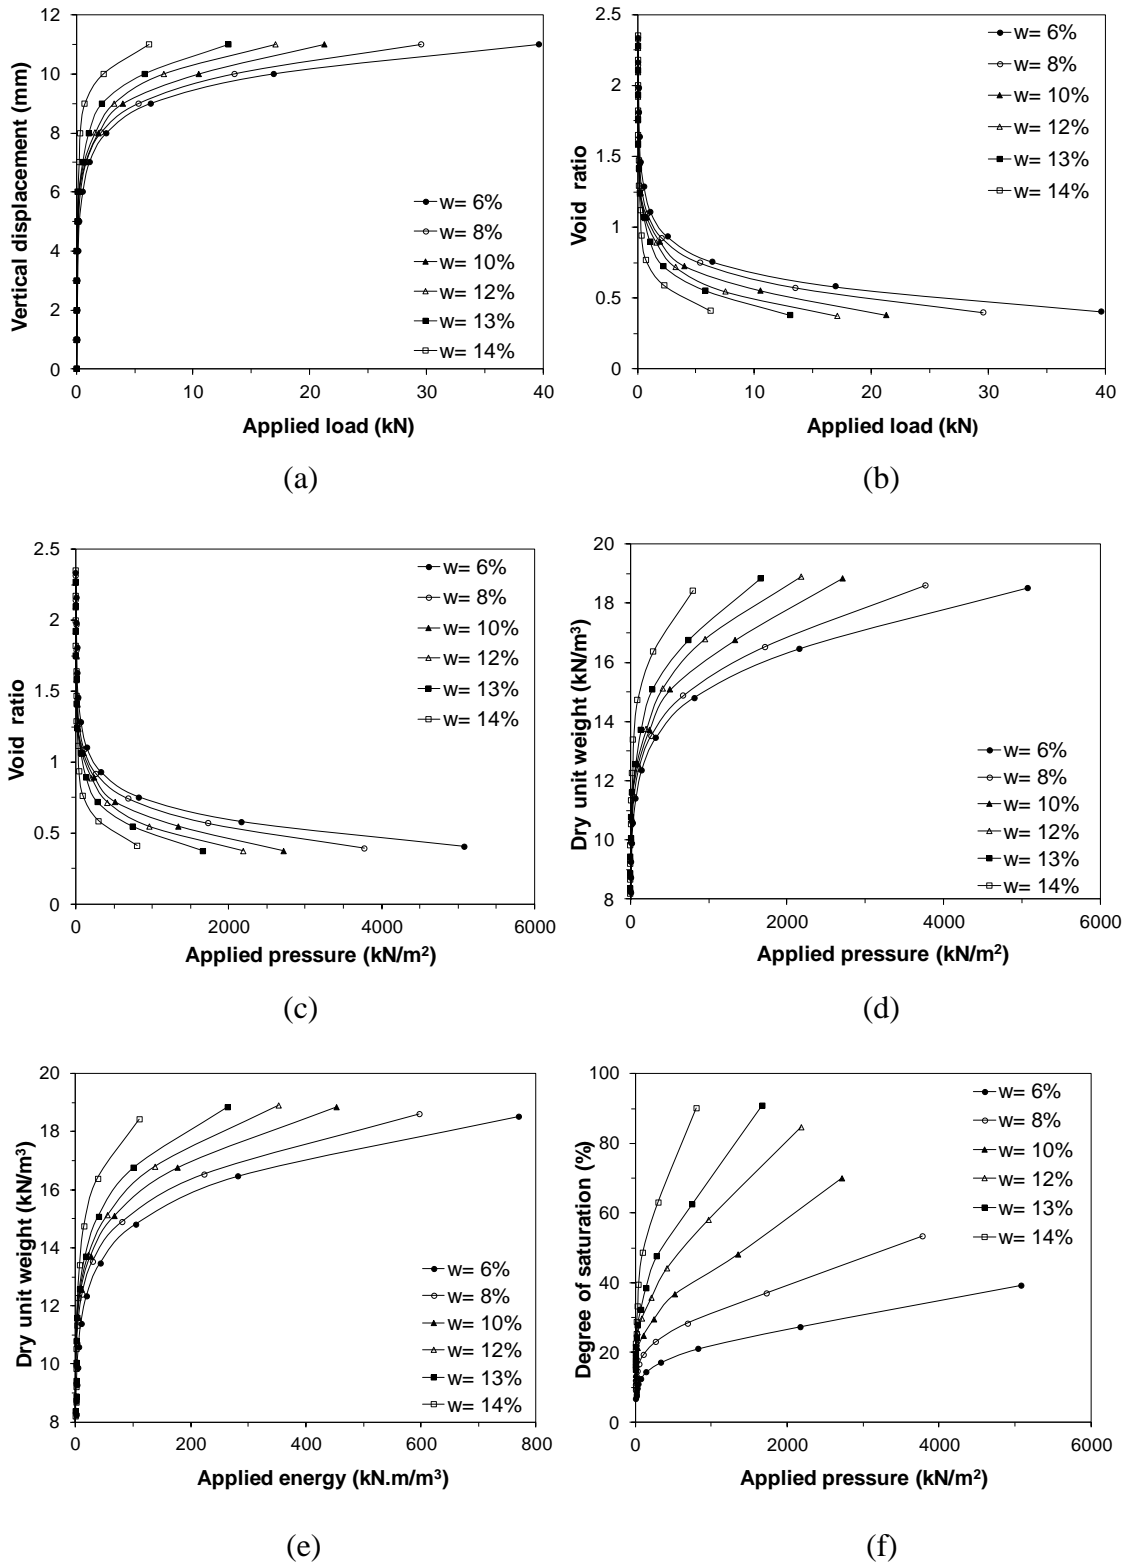 12
10
8
6
4
2
0
Vertical displacement (mm)
w= 6%
w= 8%
w= 10%
w= 12%
w= 13%
w= 14%
0
10
20
30
40
Applied load (kN)
(a)
2.5
2
1.5
1
0.5
0
Void ratio
w= 6%
w= 8%
w= 10%
w= 12%
w= 13%
w= 14%
0
10
20
30
40
Applied load (kN)
(b)
2.5
2
1.5
1
0.5
0
Void ratio
w= 6%
w= 8%
w= 10%
w= 12%
w= 13%
w= 14%
0
2000
4000
6000
Applied pressure (kN/m²)
(c)
20
18
16
14
12
10
8
Dry unit weight (kN/m³)
w= 6%
w= 8%
w= 10%
w= 12%
w= 13%
w= 14%
0
2000
4000
6000
Applied pressure (kN/m²)
(d)
20
18
16
14
12
10
8
Dry unit weight (kN/m³)
w= 6%
w= 8%
w= 10%
w= 12%
w= 13%
w= 14%
0
200
400
600
800
Applied energy (kN.m/m³)
(e)
100
80
60
40
20
0
Degree of saturation (%)
w= 6%
w= 8%
w= 10%
w= 12%
w= 13%
w= 14%
0
2000
4000
6000
Applied pressure (kN/m²)
(f)